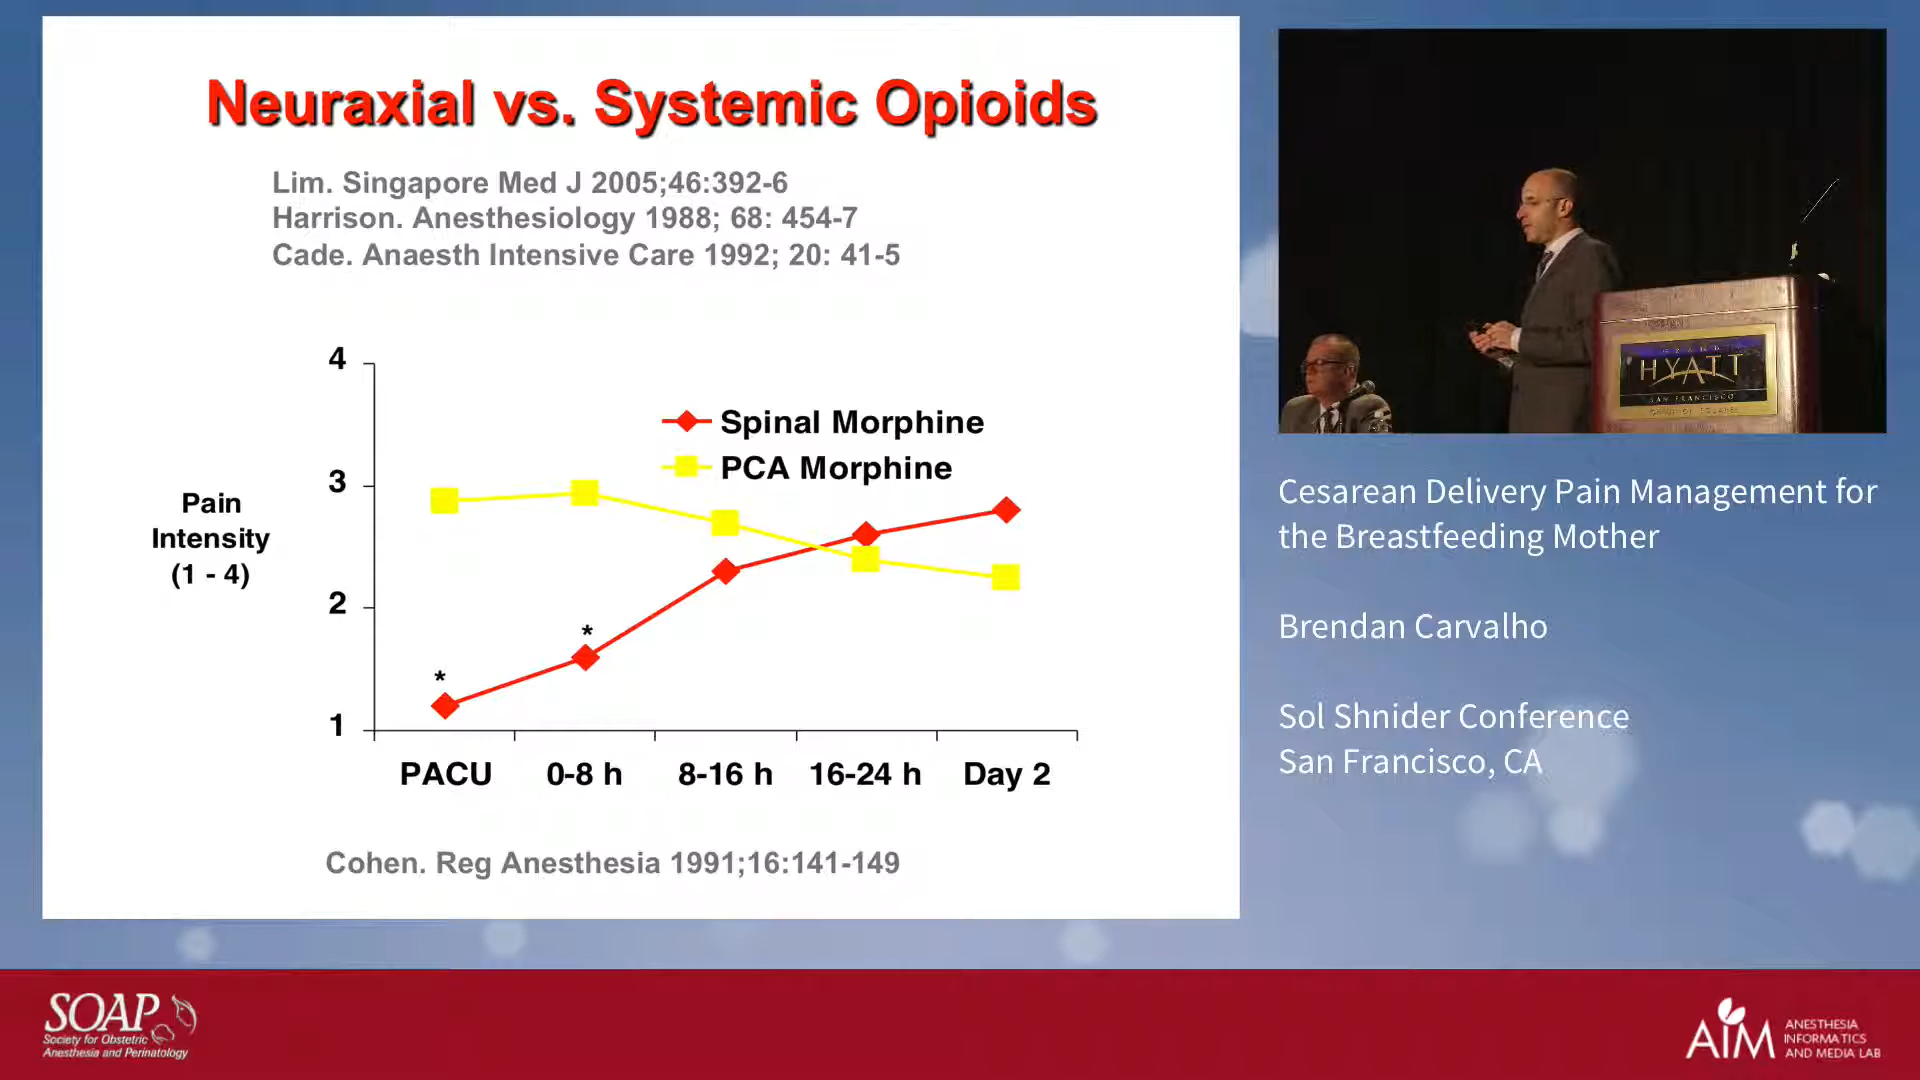 Neuraxial vs. Systemic Opioids
Lim. Singapore Med J 2005;46:392-6
Harrison. Anesthesiology 1988; 68: 454-7
Cade. Anaesth Intensive Care 1992; 20: 41-5
4
3
2
1
Pain
Intensity
(1 - 4)
Spinal Morphine
PCA Morphine
*
*
PACU
0-8 h
8-16 h
16-24 h
Day 2
Cohen. Reg Anesthesia 1991;16:141-149
GRAND
HYATT
SAN FRANCISCO
Cesarean Delivery Pain Management for
the Breastfeeding Mother
Brendan Carvalho
Sol Shnider Conference
San Francisco, CA
SOAP
Society for Obstetric
Anesthesia and Perinatology
AIM
ANESTHESIA
INFORMATICS
AND MEDIA LAB